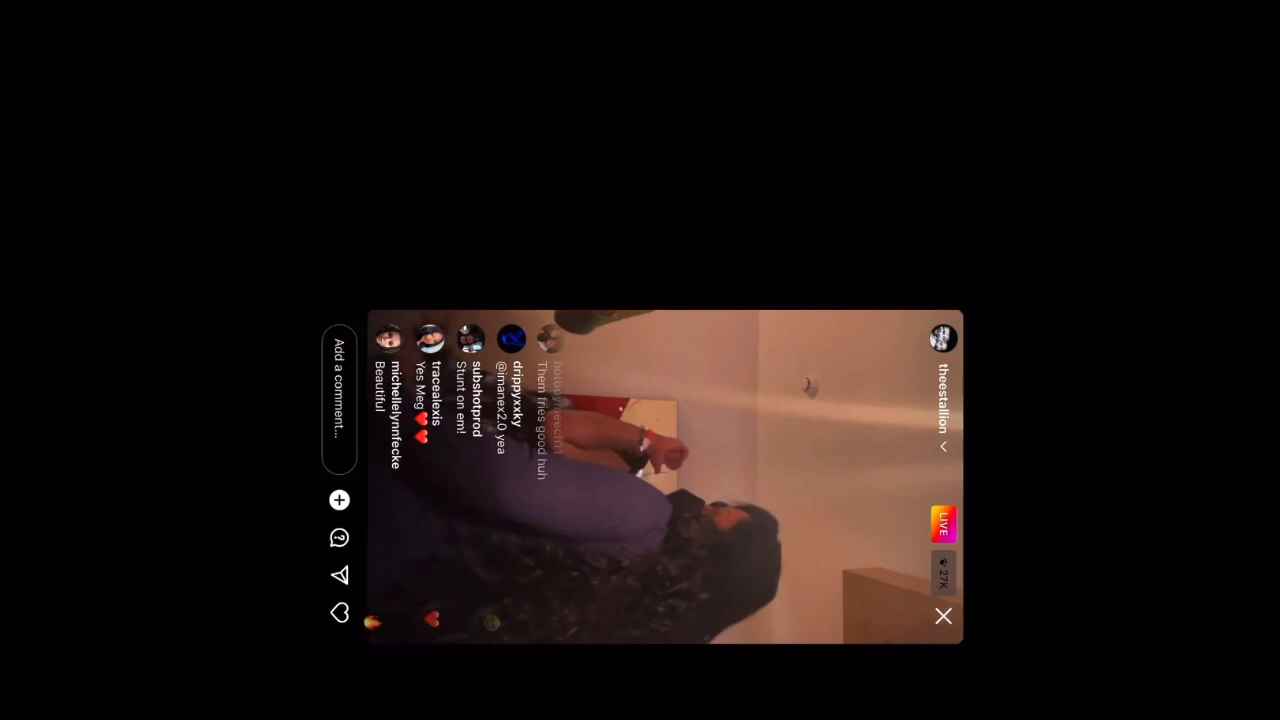 theestallion
LIVE
27K
Them fries good huh
drippyxxky
@imanex2.0 yea
subshotprod
Stunt on em!
tracealexis
Yes Meg❤️❤️
michellelynnfecke
Beautiful
Add a comment...